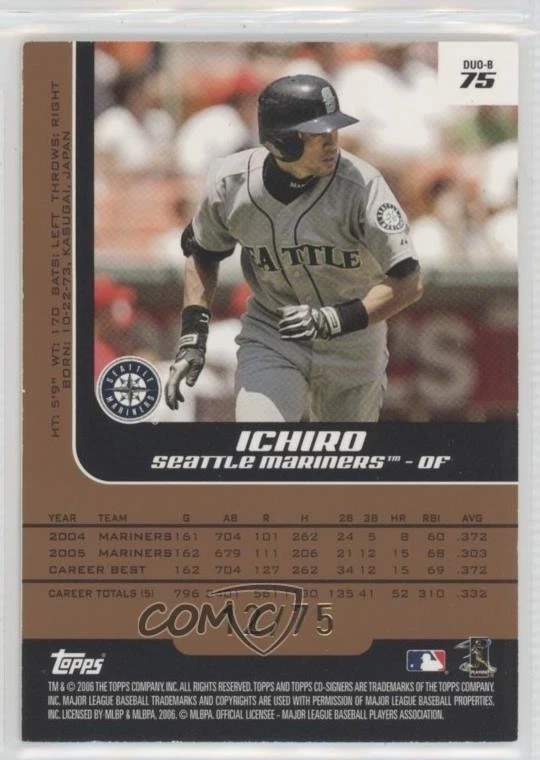 DUO-B
75
HT: 5'9" WT: 170 BATS: LEFT THROWS: RIGHT
BORN: 10-22-73, KASUGAI, JAPAN
SEATTLE
SEATTLE
MARINERS
ICHIRO
SEATTLE MARINERS™ - OF
YEAR TEAM G AB R H 2B 3B HR RBI AVG
2004 MARINERS 161 704 101 262 24 5 8 60 .372
2005 MARINERS 162 679 111 206 21 12 15 68 .303
CAREER BEST 162 704 127 262 34 12 15 69 .372
CAREER TOTALS (5) 796 135 41 52 310 .332
COMC
12/75
Topps
PLAYERS
TM & © 2006 THE TOPPS COMPANY, INC. ALL RIGHTS RESERVED. TOPPS AND TOPPS CO-SIGNERS ARE TRADEMARKS OF THE TOPPS COMPANY,
INC. MAJOR LEAGUE BASEBALL TRADEMARKS AND COPYRIGHTS ARE USED WITH PERMISSION OF MAJOR LEAGUE BASEBALL PROPERTIES,
INC. LICENSED BY MLBP & MLBPA, 2006. © MLBPA. OFFICIAL LICENSEE - MAJOR LEAGUE BASEBALL PLAYERS ASSOCIATION.